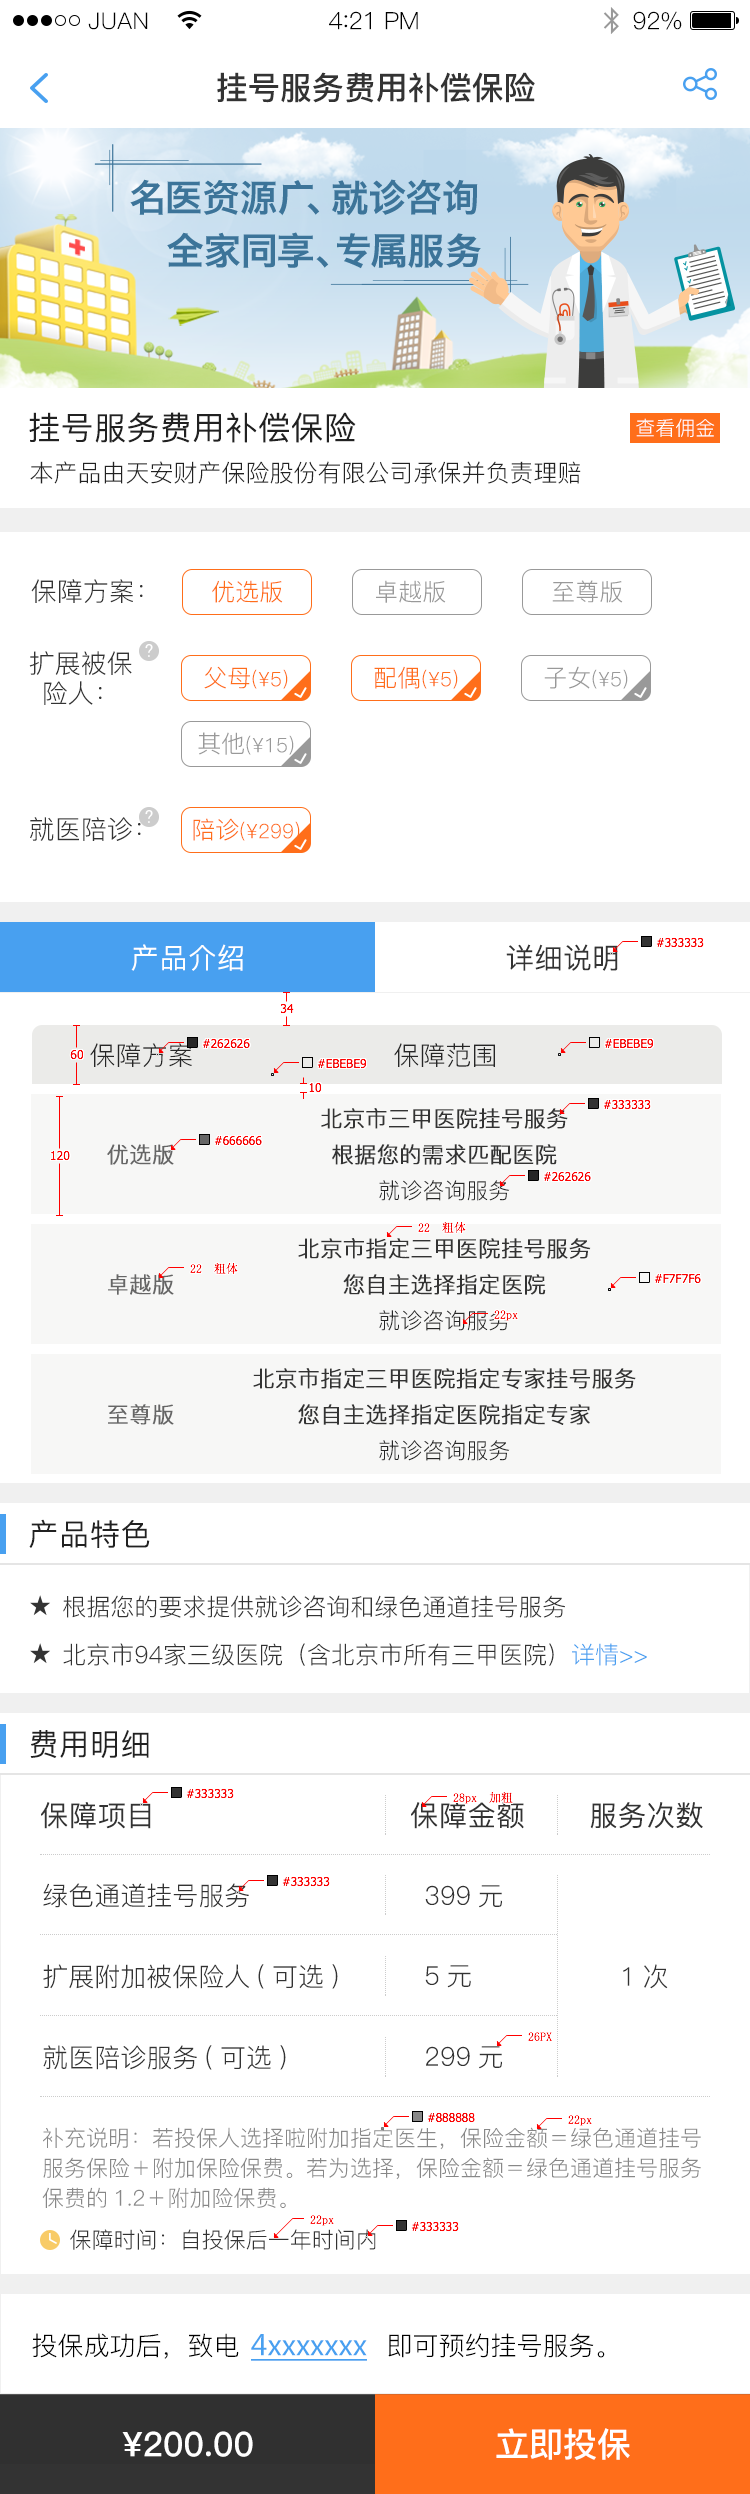 JUAN 4:21 PM 92%
挂号服务费用补偿保险
名医资源广、就诊咨询
全家同享、专属服务
挂号服务费用补偿保险
查看佣金
本产品由天安财产保险股份有限公司承保并负责理赔
保障方案： 优选版 卓越版 至尊版
扩展被保
险人：
?
父母(¥5) 配偶(¥5) 子女(¥5)
其他(¥15)
就医陪诊：
?
陪诊(¥299)
产品介绍 详细说明 #333333
34
60 保障方案 #262626 #EBEBE9 保障范围 #EBEBE9
10
120 优选版 #666666
北京市三甲医院挂号服务 #333333
根据您的需求匹配医院
就诊咨询服务 #262626
22 粗体
北京市指定三甲医院挂号服务
卓越版 22 粗体
您自主选择指定医院 #F7F7F6
就诊咨询服务 22px
北京市指定三甲医院指定专家挂号服务
至尊版 您自主选择指定医院指定专家
就诊咨询服务
产品特色
★ 根据您的要求提供就诊咨询和绿色通道挂号服务
★ 北京市94家三级医院（含北京市所有三甲医院）详情>>
费用明细
保障项目 #333333 保障金额 28px 加粗 服务次数
绿色通道挂号服务 #333333 399 元
扩展附加被保险人 ( 可选 ) 5 元 1 次
就医陪诊服务 ( 可选 ) 299 元 26PX
#888888 22px
补充说明：若投保人选择啦附加指定医生，保险金额＝绿色通道挂号
服务保险＋附加保险保费。若为选择，保险金额＝绿色通道挂号服务
保费的 1.2＋附加险保费。
22px #333333
保障时间：自投保后一年时间内
投保成功后，致电 4xxxxxxx 即可预约挂号服务。
¥200.00 立即投保